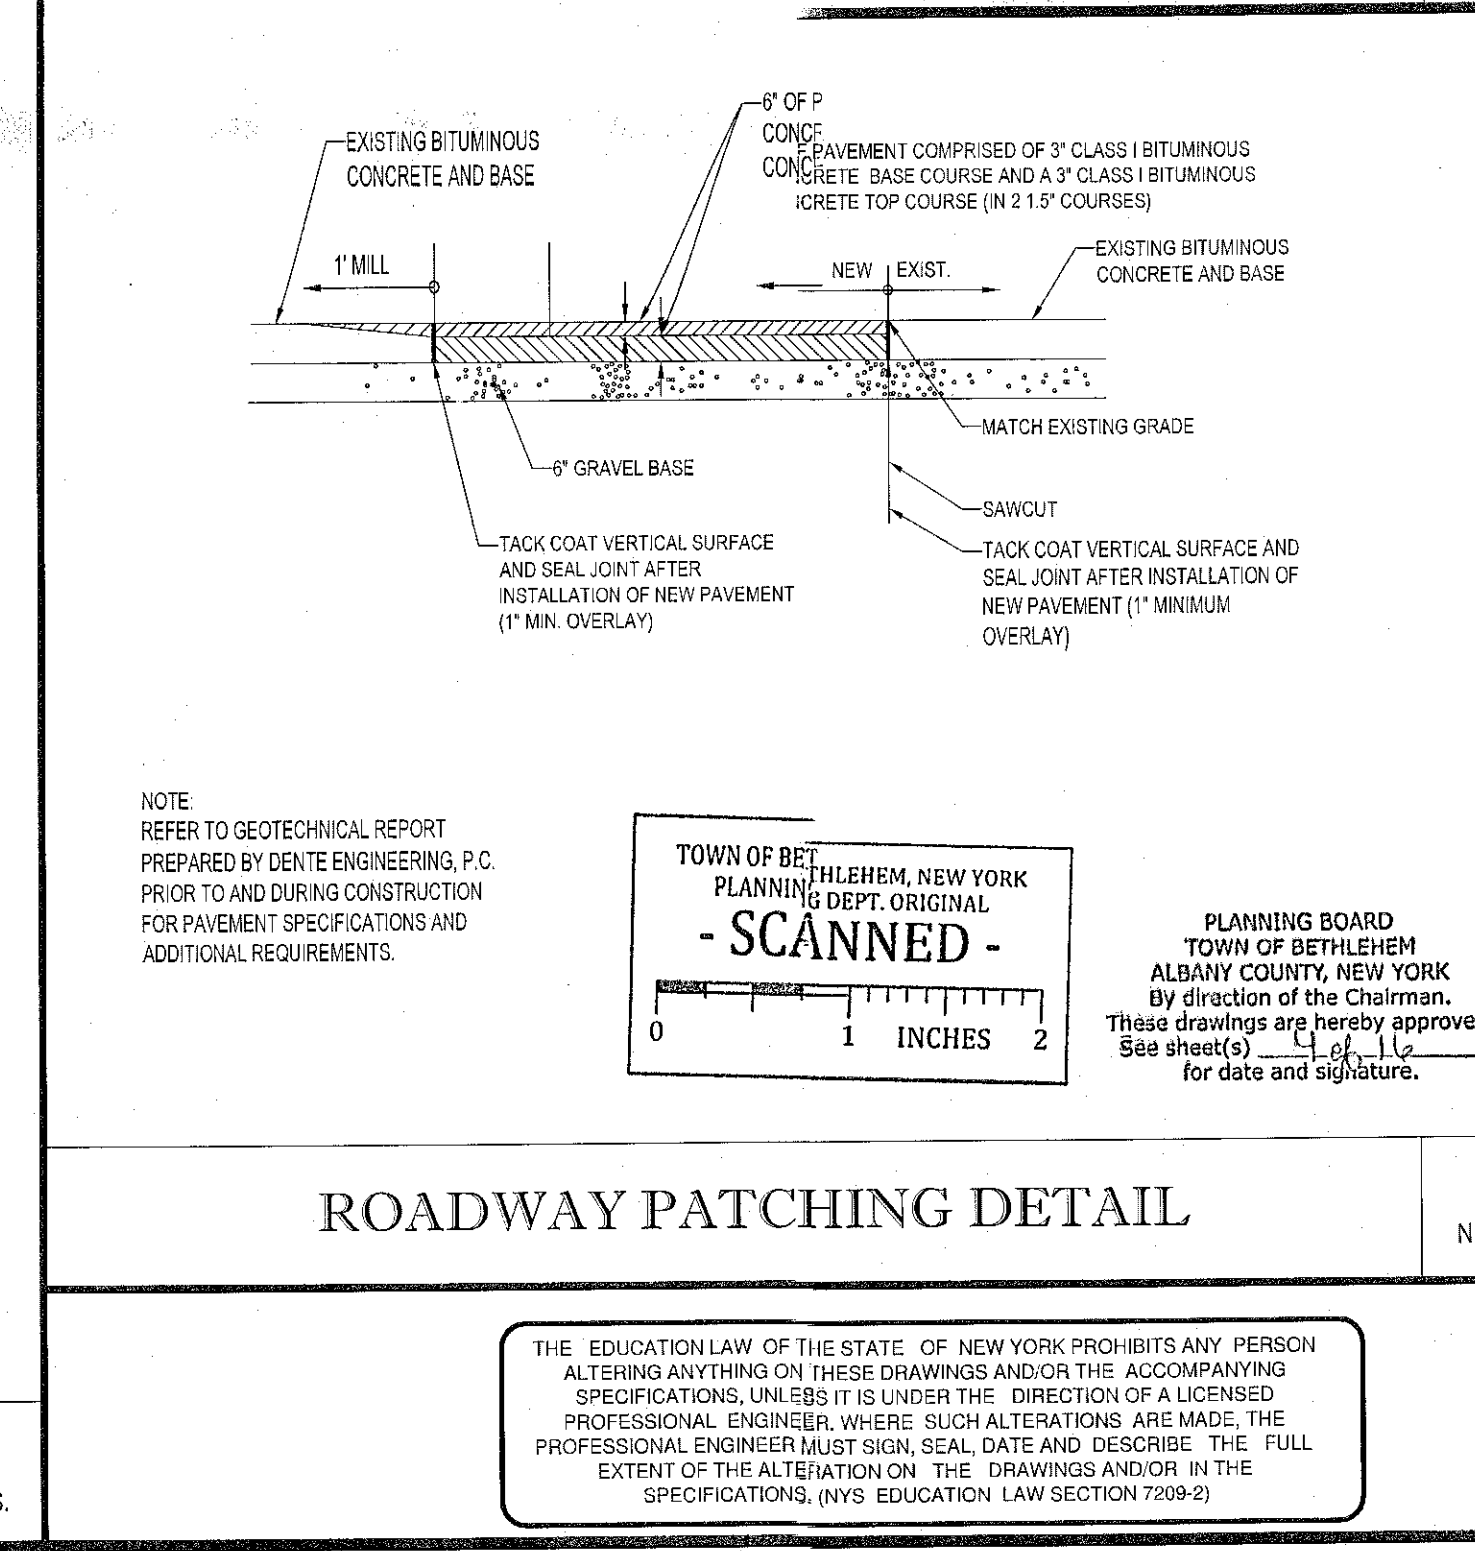 6" OF P
CONCF
CONCF
E PAVEMENT COMPRISED OF 3" CLASS I BITUMINOUS
ICRETE BASE COURSE AND A 3" CLASS I BITUMINOUS
ICRETE TOP COURSE (IN 2 1.5" COURSES)
EXISTING BITUMINOUS
CONCRETE AND BASE
1' MILL
NEW
EXIST.
EXISTING BITUMINOUS
CONCRETE AND BASE
MATCH EXISTING GRADE
6" GRAVEL BASE
SAWCUT
TACK COAT VERTICAL SURFACE
AND SEAL JOINT AFTER
INSTALLATION OF NEW PAVEMENT
(1" MIN. OVERLAY)
TACK COAT VERTICAL SURFACE AND
SEAL JOINT AFTER INSTALLATION OF
NEW PAVEMENT (1" MINIMUM
OVERLAY)
NOTE:
REFER TO GEOTECHNICAL REPORT
PREPARED BY DENTE ENGINEERING, P.C.
PRIOR TO AND DURING CONSTRUCTION
FOR PAVEMENT SPECIFICATIONS AND
ADDITIONAL REQUIREMENTS.
TOWN OF BETHLEHEM, NEW YORK
PLANNING DEPT. ORIGINAL
- SCANNED -
0 1 INCHES 2
PLANNING BOARD
TOWN OF BETHLEHEM
ALBANY COUNTY, NEW YORK
By direction of the Chairman.
These drawings are hereby approve
See sheet(s) 4 of 16
for date and signature.
ROADWAY PATCHING DETAIL
N
THE EDUCATION LAW OF THE STATE OF NEW YORK PROHIBITS ANY PERSON
ALTERING ANYTHING ON THESE DRAWINGS AND/OR THE ACCOMPANYING
SPECIFICATIONS, UNLESS IT IS UNDER THE DIRECTION OF A LICENSED
PROFESSIONAL ENGINEER. WHERE SUCH ALTERATIONS ARE MADE, THE
PROFESSIONAL ENGINEER MUST SIGN, SEAL, DATE AND DESCRIBE THE FULL
EXTENT OF THE ALTERATION ON THE DRAWINGS AND/OR IN THE
SPECIFICATIONS. (NYS EDUCATION LAW SECTION 7209-2)
S.